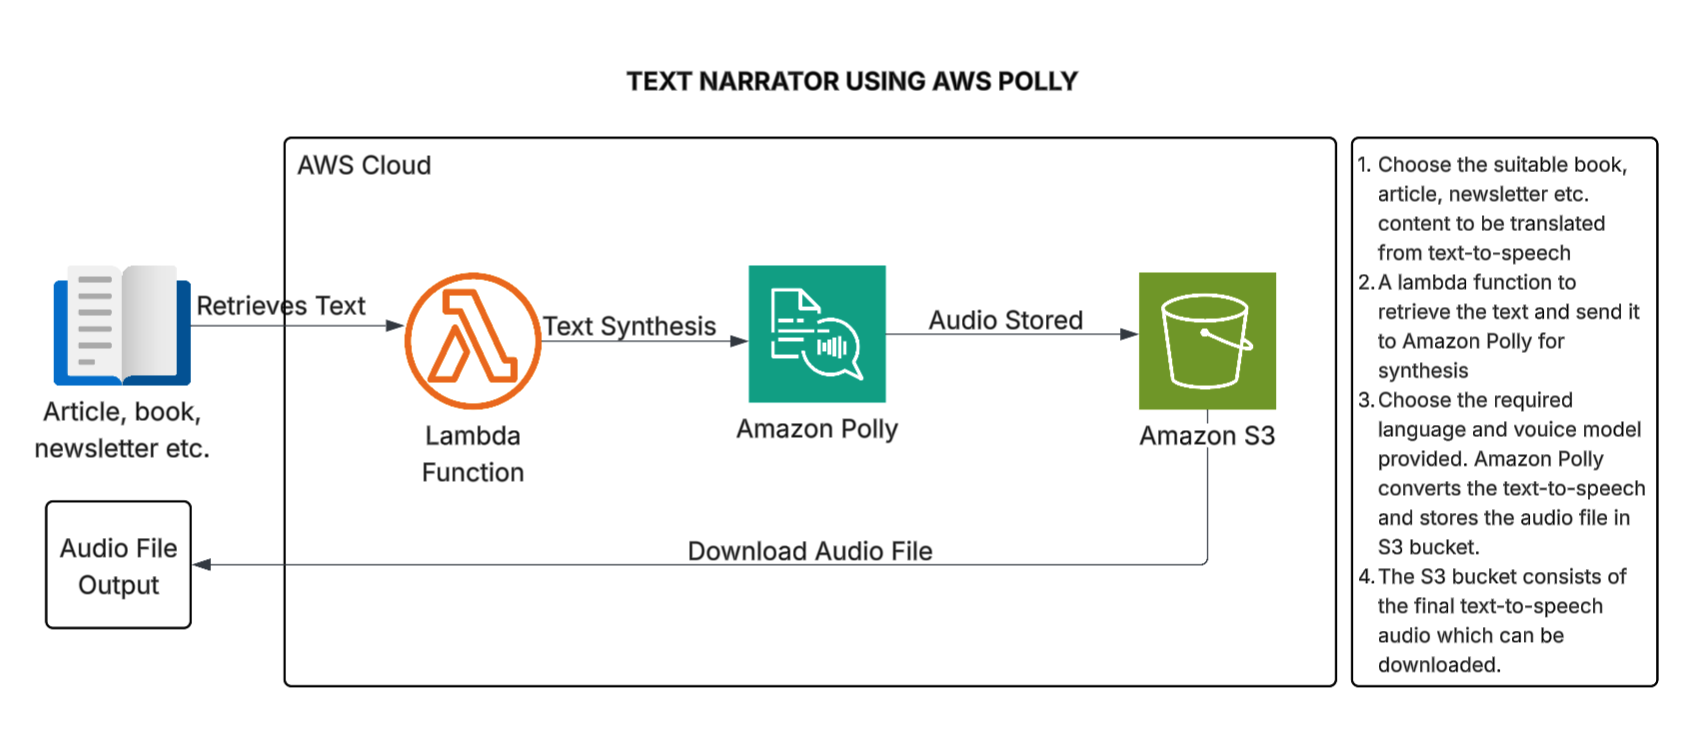 TEXT NARRATOR USING AWS POLLY
AWS Cloud
Retrieves Text
Text Synthesis
Audio Stored
Article, book,
newsletter etc.
Lambda
Function
Amazon Polly
Amazon S3
Download Audio File
Audio File
Output
1. Choose the suitable book,
article, newsletter etc.
content to be translated
from text-to-speech
2. A lambda function to
retrieve the text and send it
to Amazon Polly for
synthesis
3. Choose the required
language and vouice model
provided. Amazon Polly
converts the text-to-speech
and stores the audio file in
S3 bucket.
4. The S3 bucket consists of
the final text-to-speech
audio which can be
downloaded.